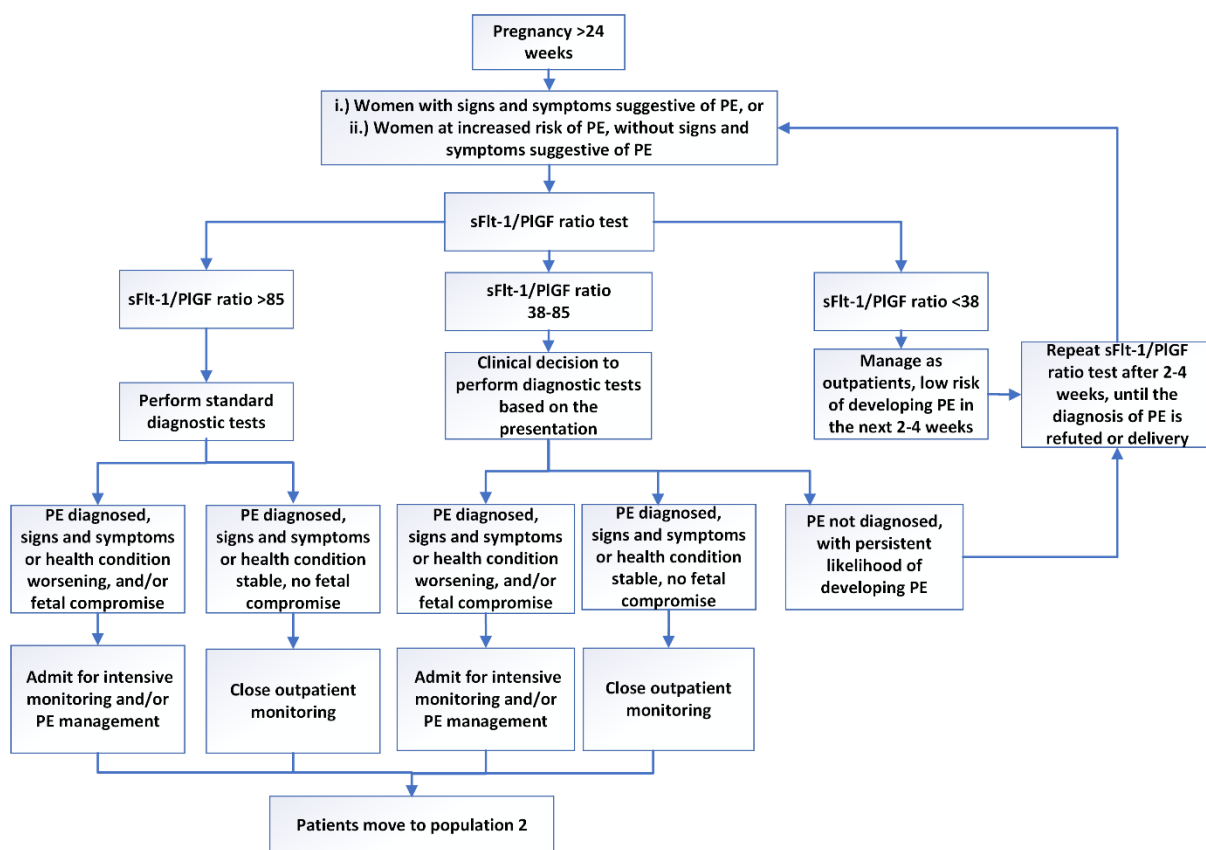 Pregnancy >24
weeks
i.) Women with signs and symptoms suggestive of PE, or
ii.) Women at increased risk of PE, without signs and
symptoms suggestive of PE
sFlt-1/PlGF ratio test
sFlt-1/PlGF ratio >85
sFlt-1/PlGF ratio
38-85
sFlt-1/PlGF ratio <38
Perform standard
diagnostic tests
Clinical decision to
perform diagnostic tests
based on the
presentation
Manage as
outpatients, low risk
of developing PE in
the next 2-4 weeks
Repeat sFlt-1/PlGF
ratio test after 2-4
weeks, until the
diagnosis of PE is
refuted or delivery
PE diagnosed,
signs and symptoms
or health condition
worsening, and/or
fetal compromise
PE diagnosed,
signs and symptoms
or health condition
stable, no fetal
compromise
PE diagnosed,
signs and symptoms
or health condition
worsening, and/or
fetal compromise
PE diagnosed,
signs and symptoms
or health condition
stable, no fetal
compromise
PE not diagnosed,
with persistent
likelihood of
developing PE
Admit for intensive
monitoring and/or
PE management
Close outpatient
monitoring
Admit for intensive
monitoring and/or
PE management
Close outpatient
monitoring
Patients move to population 2